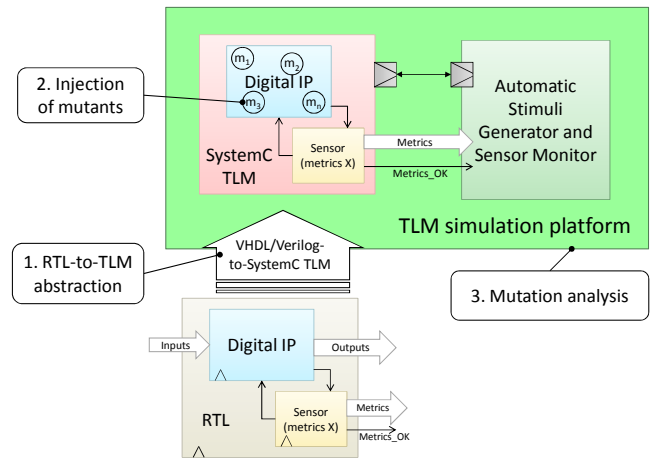 m1
m2
Digital IP
m3
mn
2. Injection
of mutants
SystemC
TLM
Sensor
(metrics X)
Metrics
Metrics_OK
Automatic
Stimuli
Generator and
Sensor Monitor
TLM simulation platform
1. RTL-to-TLM
abstraction
VHDL/Verilog-
to-SystemC TLM
3. Mutation analysis
Inputs
Digital IP
Outputs
RTL
Sensor
(metrics X)
Metrics
Metrics_OK